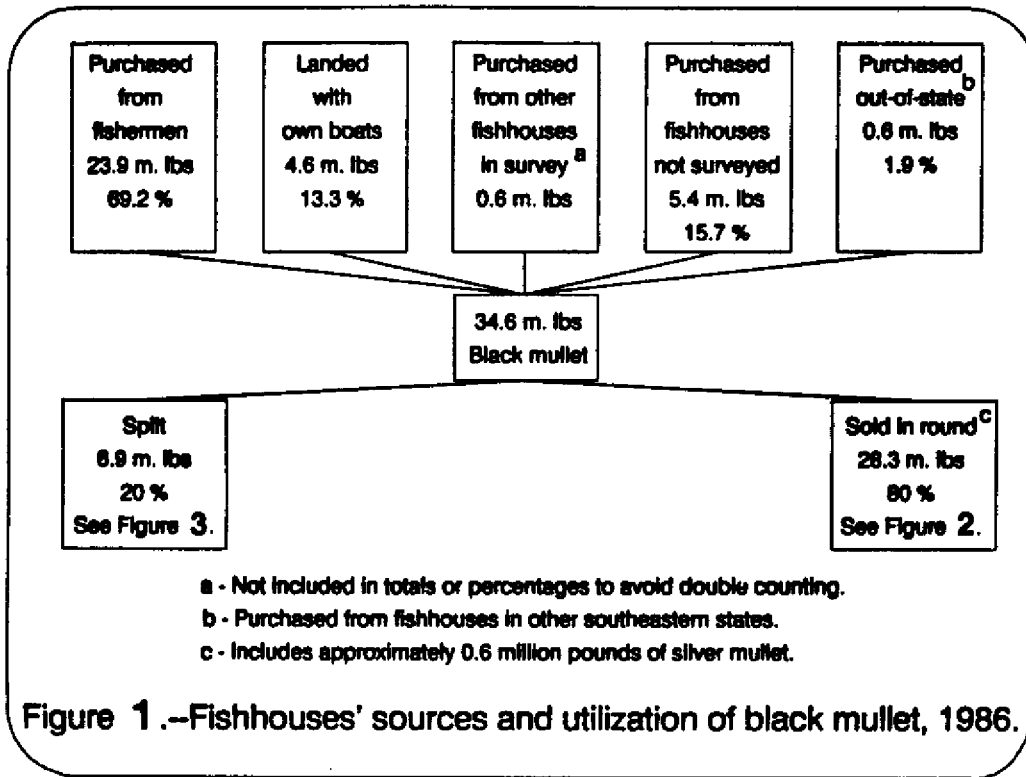 Purchased
from
fishermen
23.9 m. lbs
69.2 %
Landed
with
own boats
4.6 m. lbs
13.3 %
Purchased
from other
fishhouses
in survey a
0.6 m. lbs
Purchased
from
fishhouses
not surveyed
5.4 m. lbs
15.7 %
Purchased
out-of-state b
0.6 m. lbs
1.9 %
34.6 m. lbs
Black mullet
Split
6.9 m. lbs
20 %
See Figure 3.
Sold in round c
28.3 m. lbs
80 %
See Figure 2.
a - Not included in totals or percentages to avoid double counting.
b - Purchased from fishhouses in other southeastern states.
c - Includes approximately 0.6 million pounds of silver mullet.
Figure 1.--Fishhouses' sources and utilization of black mullet, 1986.